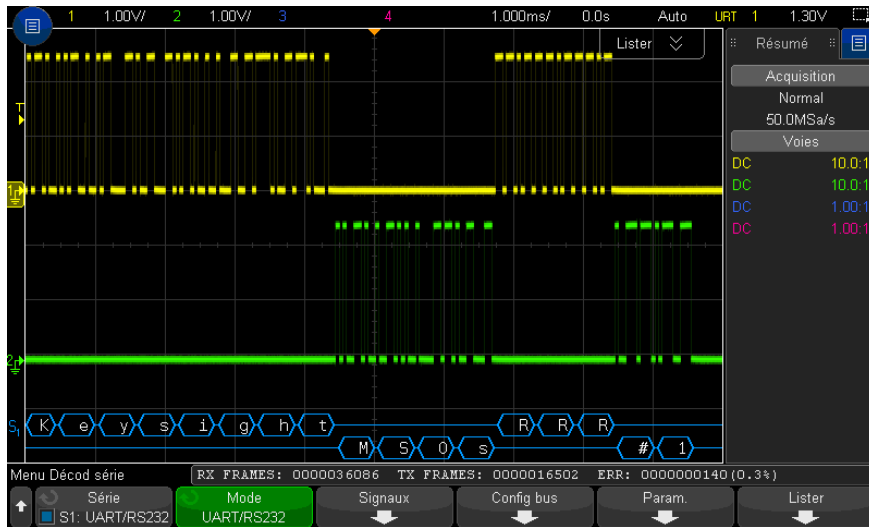 1 1.00V/ 2 1.00V/ 3 4 1.000ms/ 0.0s Auto URT 1 1.30V
Lister
Résumé
Acquisition
Normal
50.0MSa/s
Voies
DC 10.0:1
DC 10.0:1
DC 1.00:1
DC 1.00:1
T
1
2
S1 K e y s i g h t R R R
M S O s # 1
Menu Décod série RX FRAMES: 0000036086 TX FRAMES: 0000016502 ERR: 0000000140(0.3%)
Série Mode Signaux Config bus Param. Lister
S1: UART/RS232 UART/RS232